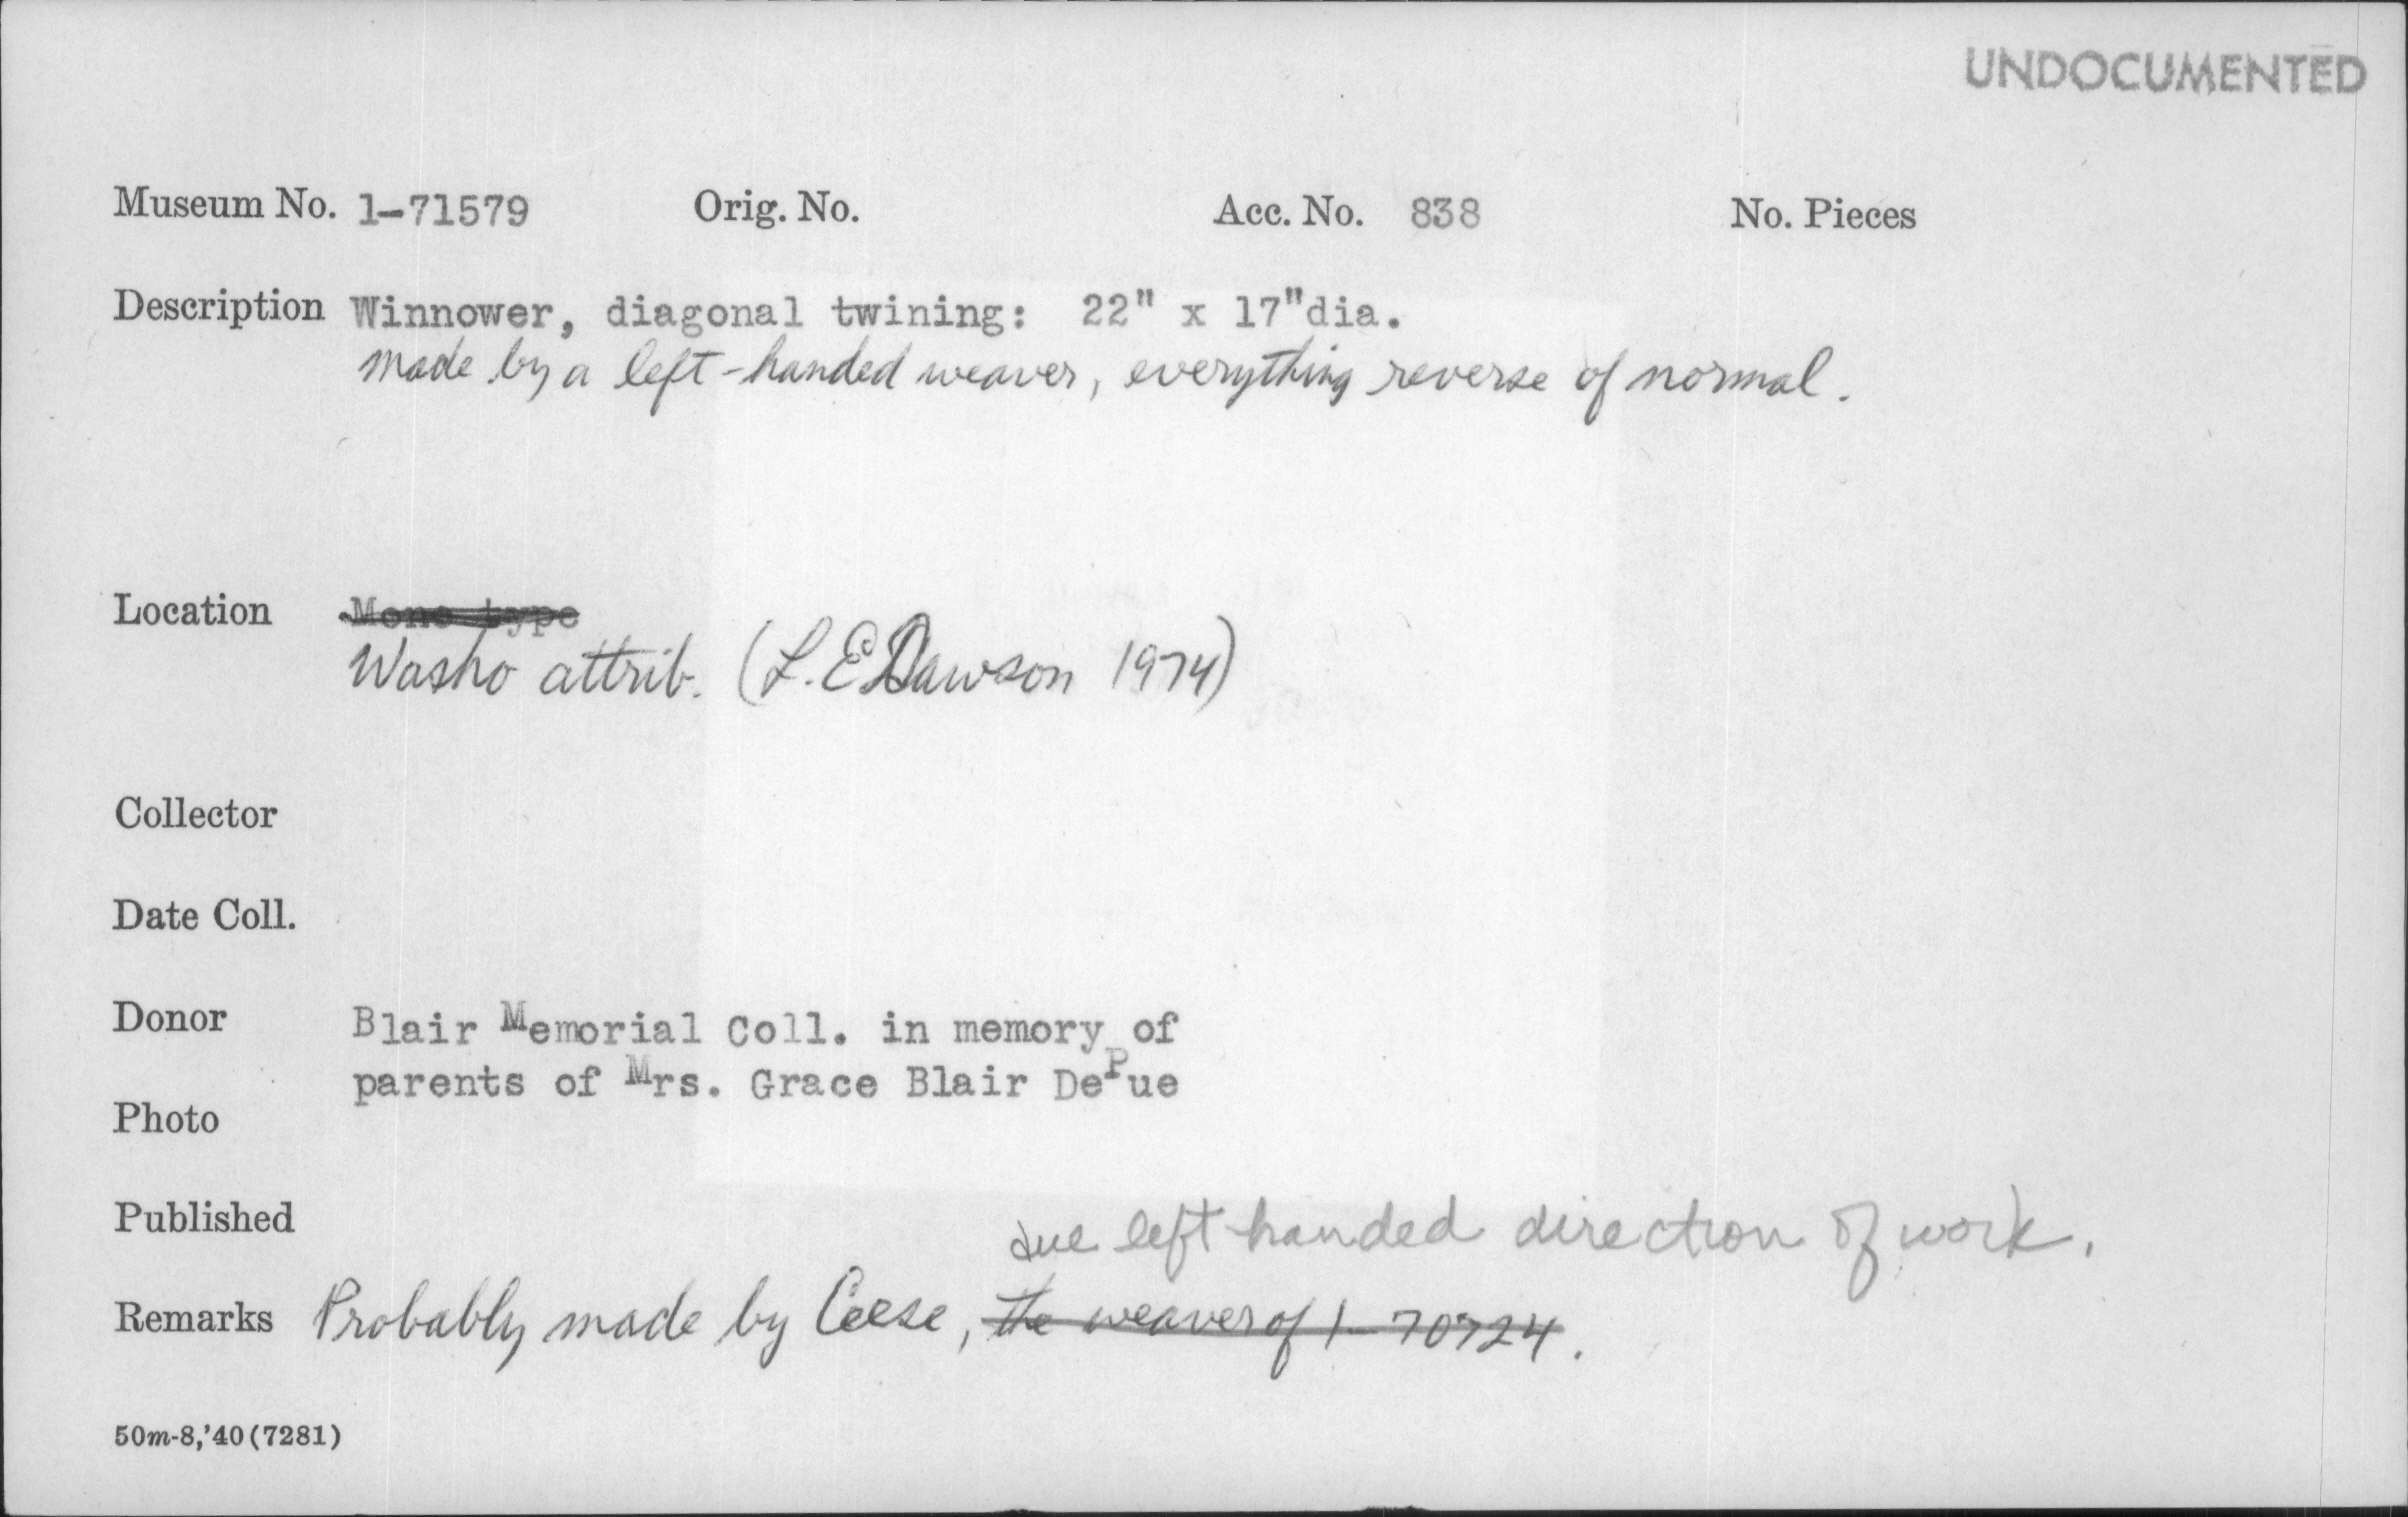 UNDOCUMENTED
Museum No. 1-71579 Orig. No. Acc. No. 838 No. Pieces
Description Winnower, diagonal twining: 22" x 17"dia.
made by a left-handed weaver, everything reverse of normal.
Location Mono type
Washo attrib. (L.E.Dawson 1974)
Collector
Date Coll.
Donor Blair Memorial Coll. in memory of
parents of Mrs. Grace Blair DePue
Photo
Published
due left handed direction of work.
Remarks Probably made by Ceese, the weaver of 1-70724.
50m-8,'40(7281)